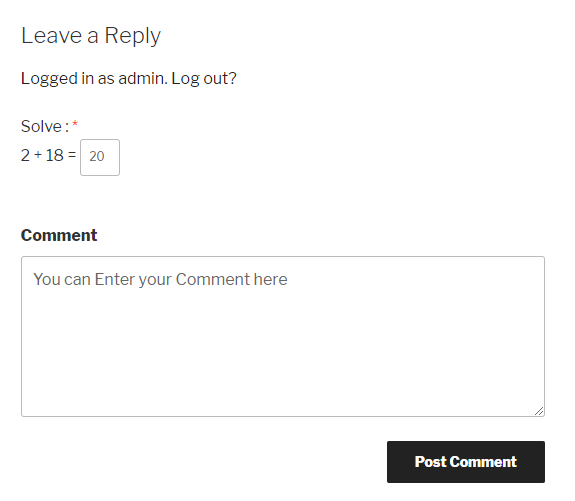 Leave a Reply
Logged in as admin. Log out?
Solve : *
2 + 18 = 20
Comment
You can Enter your Comment here
Post Comment